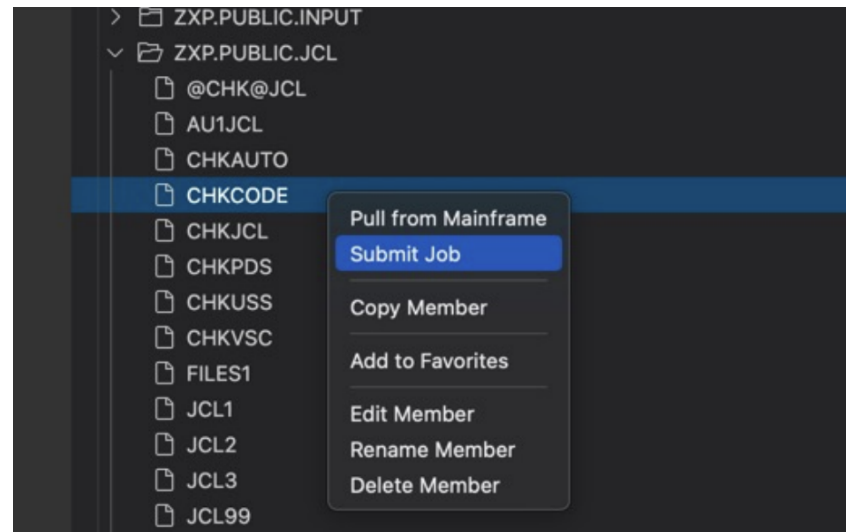 ZXP.PUBLIC.INPUT
ZXP.PUBLIC.JCL
@CHK@JCL
AU1JCL
CHKAUTO
CHKCODE
CHKJCL
CHKPDS
CHKUSS
CHKVSC
FILES1
JCL1
JCL2
JCL3
JCL99
Pull from Mainframe
Submit Job
Copy Member
Add to Favorites
Edit Member
Rename Member
Delete Member